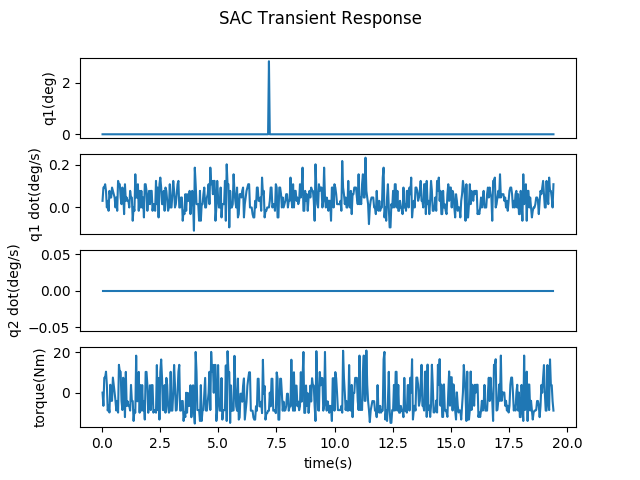 SAC Transient Response
q1(deg)
2
0
q1 dot(deg/s)
0.2
0.0
q2 dot(deg/s)
0.05
0.00
−0.05
torque(Nm)
20
0
0.0 2.5 5.0 7.5 10.0 12.5 15.0 17.5 20.0
time(s)